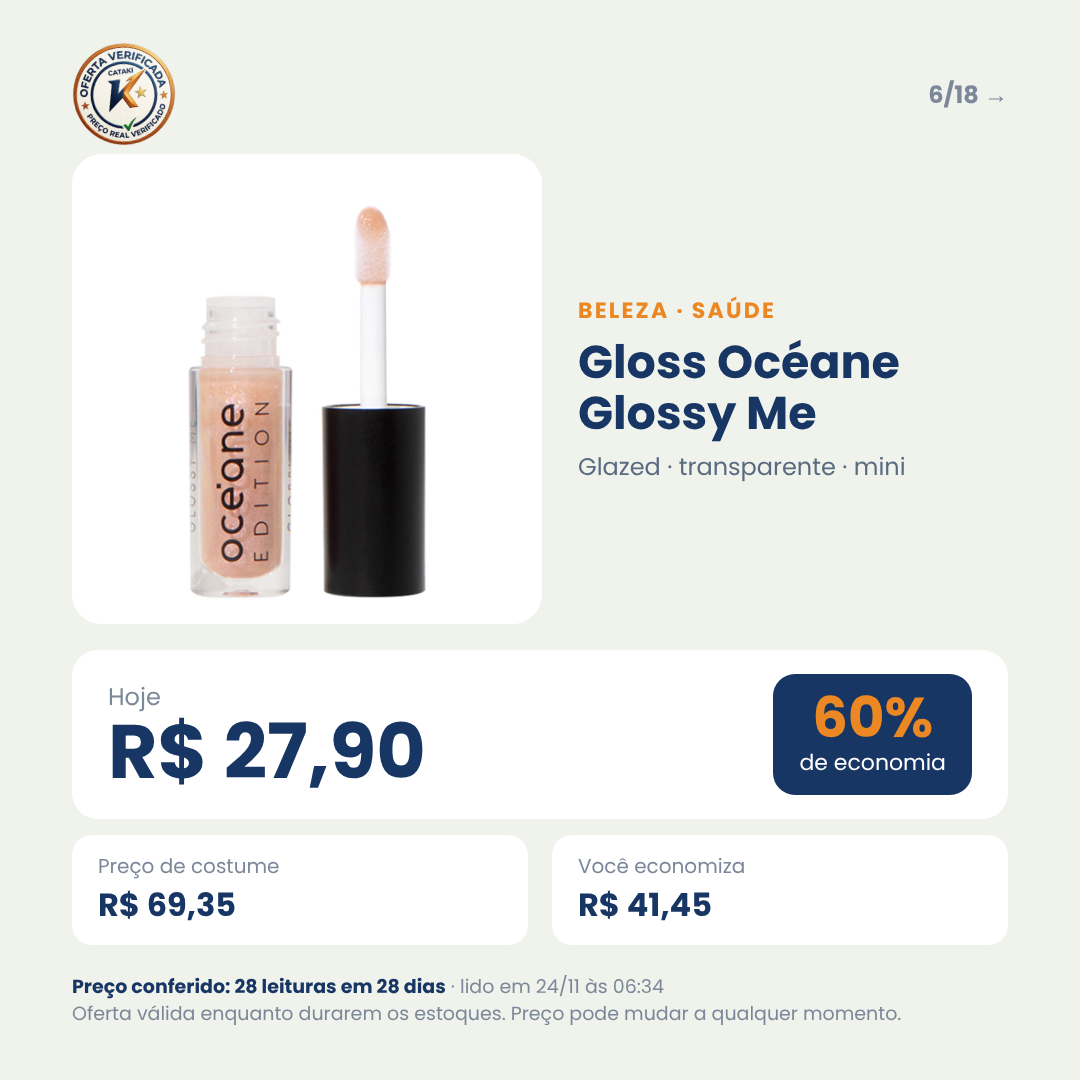 OFERTA VERIFICADA
CATAKI
K
PREÇO REAL VERIFICADO
6/18 →
océane
EDITION
GLOSSY ME
BELEZA · SAÚDE
Gloss Océane
Glossy Me
Glazed · transparente · mini
Hoje
R$ 27,90
60%
de economia
Preço de costume
R$ 69,35
Você economiza
R$ 41,45
Preço conferido: 28 leituras em 28 dias · lido em 24/11 às 06:34
Oferta válida enquanto durarem os estoques. Preço pode mudar a qualquer momento.